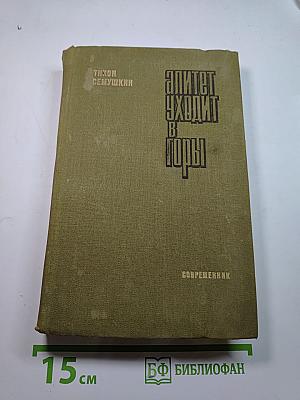 ТИХОН
СЕМУШКИН
АЛИТЕТ
УХОДИТ
В
ГОРЫ
СОВРЕМЕННИК
15 см
БФ БИБЛИОФАН